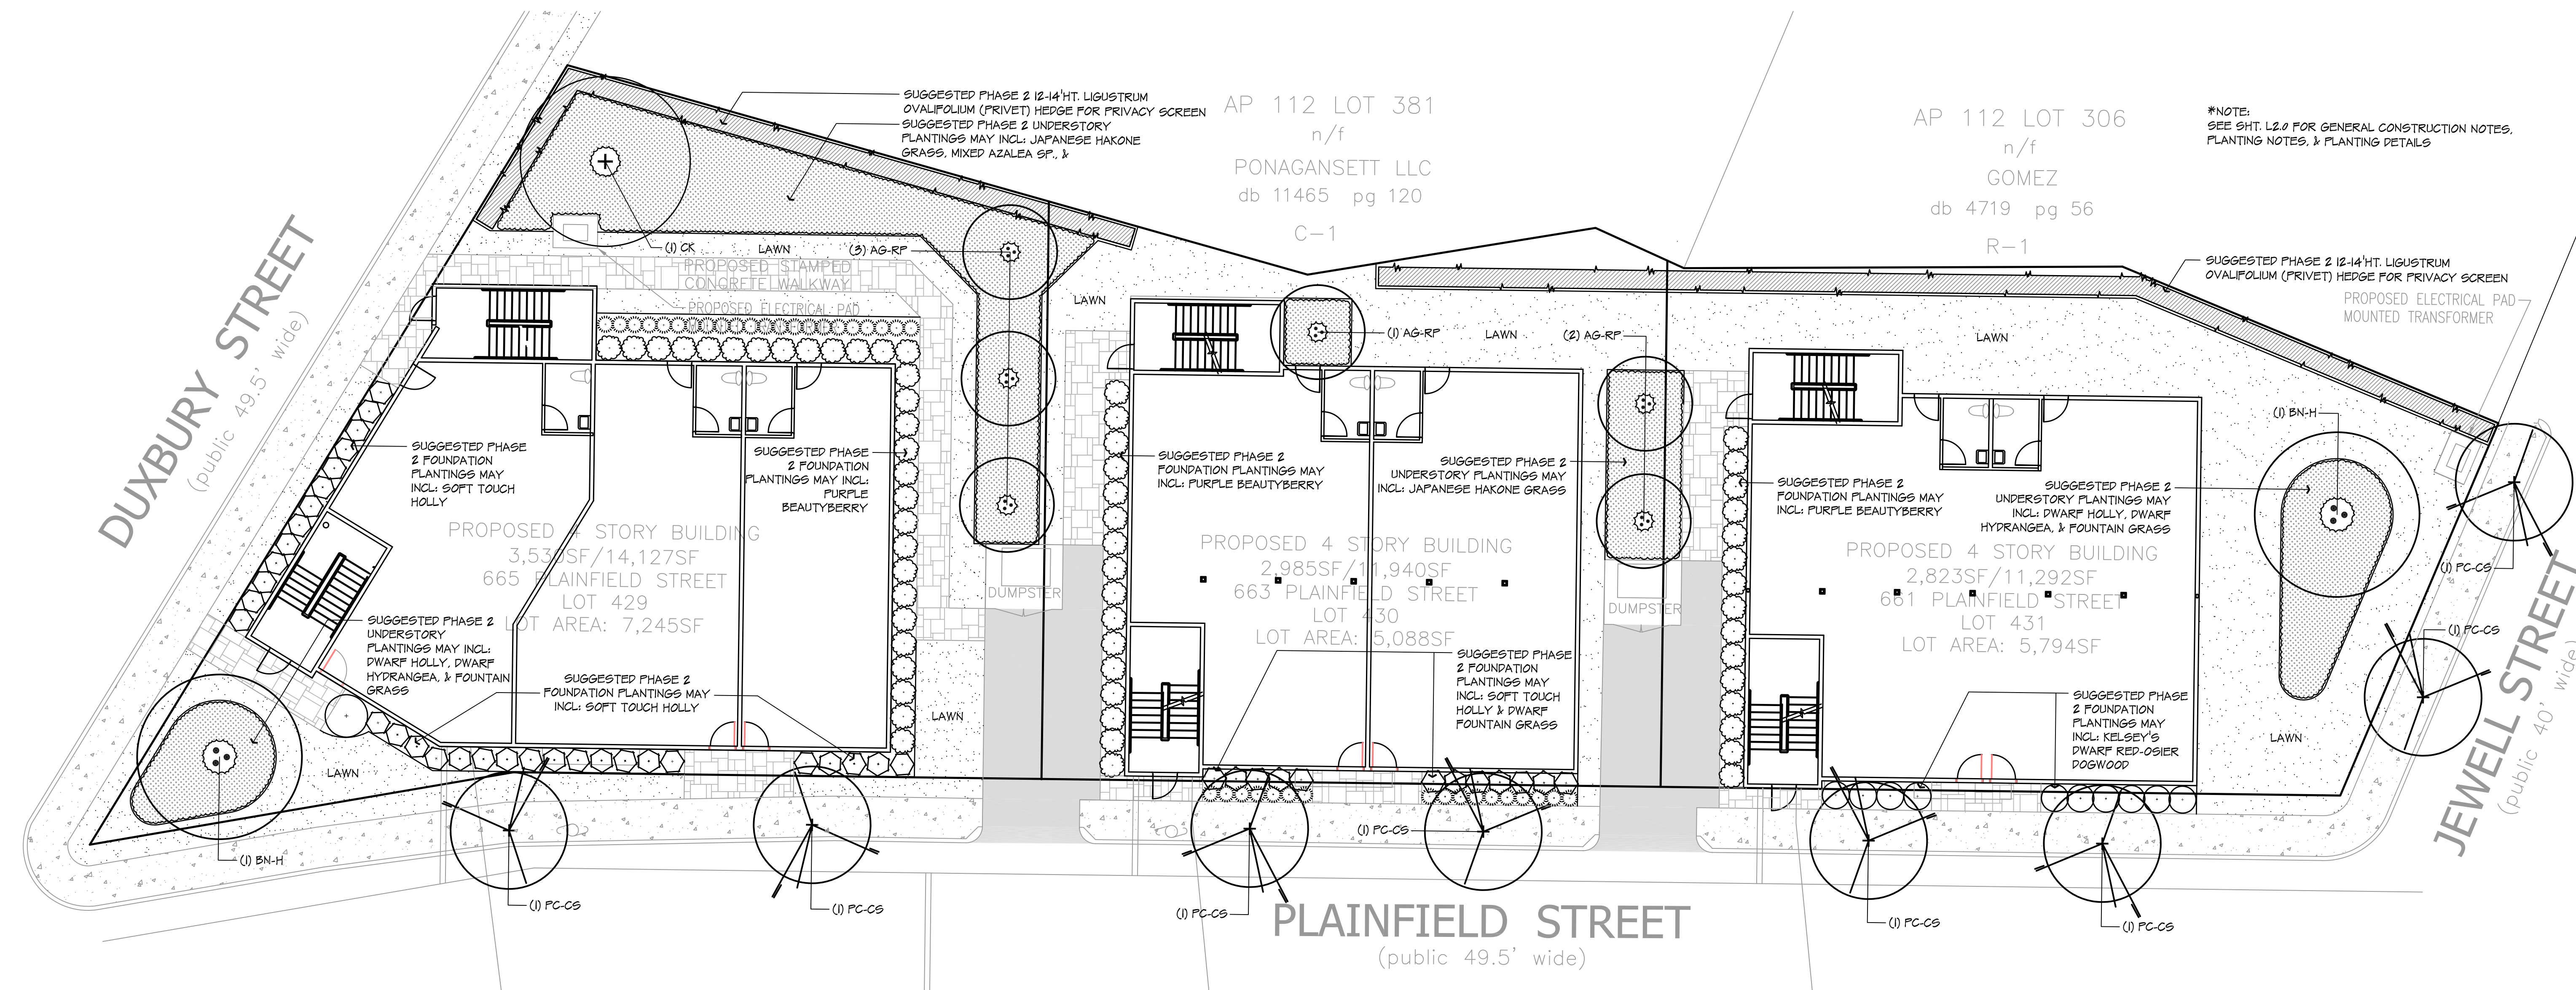 SUGGESTED PHASE 2 12-14'HT. LIGUSTRUM
OVALIFOLIUM (PRIVET) HEDGE FOR PRIVACY SCREEN
SUGGESTED PHASE 2 UNDERSTORY
PLANTINGS MAY INCL: JAPANESE HAKONE
GRASS, MIXED AZALEA SP., &
AP 112 LOT 381
n/f
PONAGANSETT LLC
db 11465 pg 120
C-1
AP 112 LOT 306
n/f
GOMEZ
db 4719 pg 56
R-1
*NOTE:
SEE SHT. L2.0 FOR GENERAL CONSTRUCTION NOTES,
PLANTING NOTES, & PLANTING DETAILS
SUGGESTED PHASE 2 12-14'HT. LIGUSTRUM
OVALIFOLIUM (PRIVET) HEDGE FOR PRIVACY SCREEN
PROPOSED ELECTRICAL PAD
MOUNTED TRANSFORMER
DUXBURY STREET
(public 49.5' wide)
(1) CK
LAWN
(3) AG-RP
PROPOSED STAMPED
CONCRETE WALKWAY
PROPOSED ELECTRICAL PAD
LAWN
(1) AG-RP
LAWN
(2) AG-RP
LAWN
(1) BN-H
SUGGESTED PHASE
2 FOUNDATION
PLANTINGS MAY
INCL: SOFT TOUCH
HOLLY
SUGGESTED PHASE
2 FOUNDATION
PLANTINGS MAY INCL:
PURPLE
BEAUTYBERRY
PROPOSED 4 STORY BUILDING
3,530SF/14,127SF
665 PLAINFIELD STREET
LOT 429
LOT AREA: 7,245SF
SUGGESTED PHASE 2
UNDERSTORY
PLANTINGS MAY INCL:
DWARF HOLLY, DWARF
HYDRANGEA, & FOUNTAIN
GRASS
SUGGESTED PHASE 2
FOUNDATION PLANTINGS MAY
INCL: SOFT TOUCH HOLLY
DUMPSTER
LAWN
LAWN
(1) BN-H
(1) PC-CS
(1) PC-CS
SUGGESTED PHASE 2
FOUNDATION PLANTINGS MAY
INCL: PURPLE BEAUTYBERRY
SUGGESTED PHASE 2
UNDERSTORY PLANTINGS MAY
INCL: JAPANESE HAKONE GRASS
PROPOSED 4 STORY BUILDING
2,985SF/11,940SF
663 PLAINFIELD STREET
LOT 430
LOT AREA: 5,088SF
SUGGESTED PHASE
2 FOUNDATION
PLANTINGS MAY
INCL: SOFT TOUCH
HOLLY & DWARF
FOUNTAIN GRASS
DUMPSTER
(1) PC-CS
(1) PC-CS
SUGGESTED PHASE 2
FOUNDATION PLANTINGS MAY
INCL: PURPLE BEAUTYBERRY
SUGGESTED PHASE 2
UNDERSTORY PLANTINGS MAY
INCL: DWARF HOLLY, DWARF
HYDRANGEA, & FOUNTAIN GRASS
PROPOSED 4 STORY BUILDING
2,823SF/11,292SF
661 PLAINFIELD STREET
LOT 431
LOT AREA: 5,794SF
SUGGESTED PHASE
2 FOUNDATION
PLANTINGS MAY
INCL: KELSEY'S
DWARF RED-OSIER
DOGWOOD
LAWN
(1) PC-CS
(1) PC-CS
(1) PC-CS
(1) PC-CS
JEWELL STREET
(public 40' wide)
PLAINFIELD STREET
(public 49.5' wide)